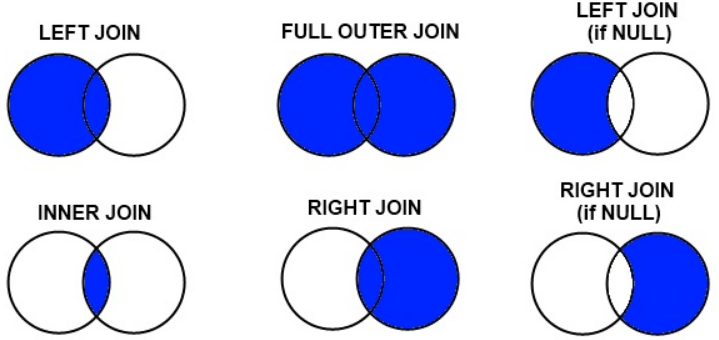 LEFT JOIN
FULL OUTER JOIN
LEFT JOIN
(if NULL)
INNER JOIN
RIGHT JOIN
RIGHT JOIN
(if NULL)